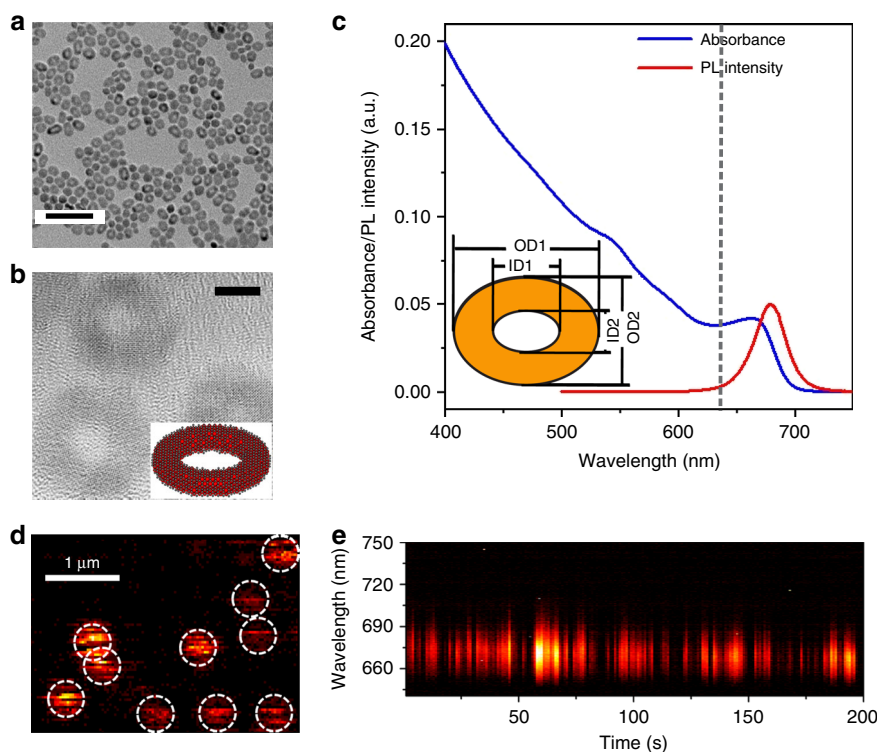 a
b
c
0.20
0.15
0.10
0.05
0.00
Absorbance/PL intensity (a.u.)
Absorbance
PL intensity
OD1
ID1
ID2
OD2
400
500
600
700
Wavelength (nm)
d
1 μm
e
750
720
690
660
Wavelength (nm)
50
100
150
200
Time (s)